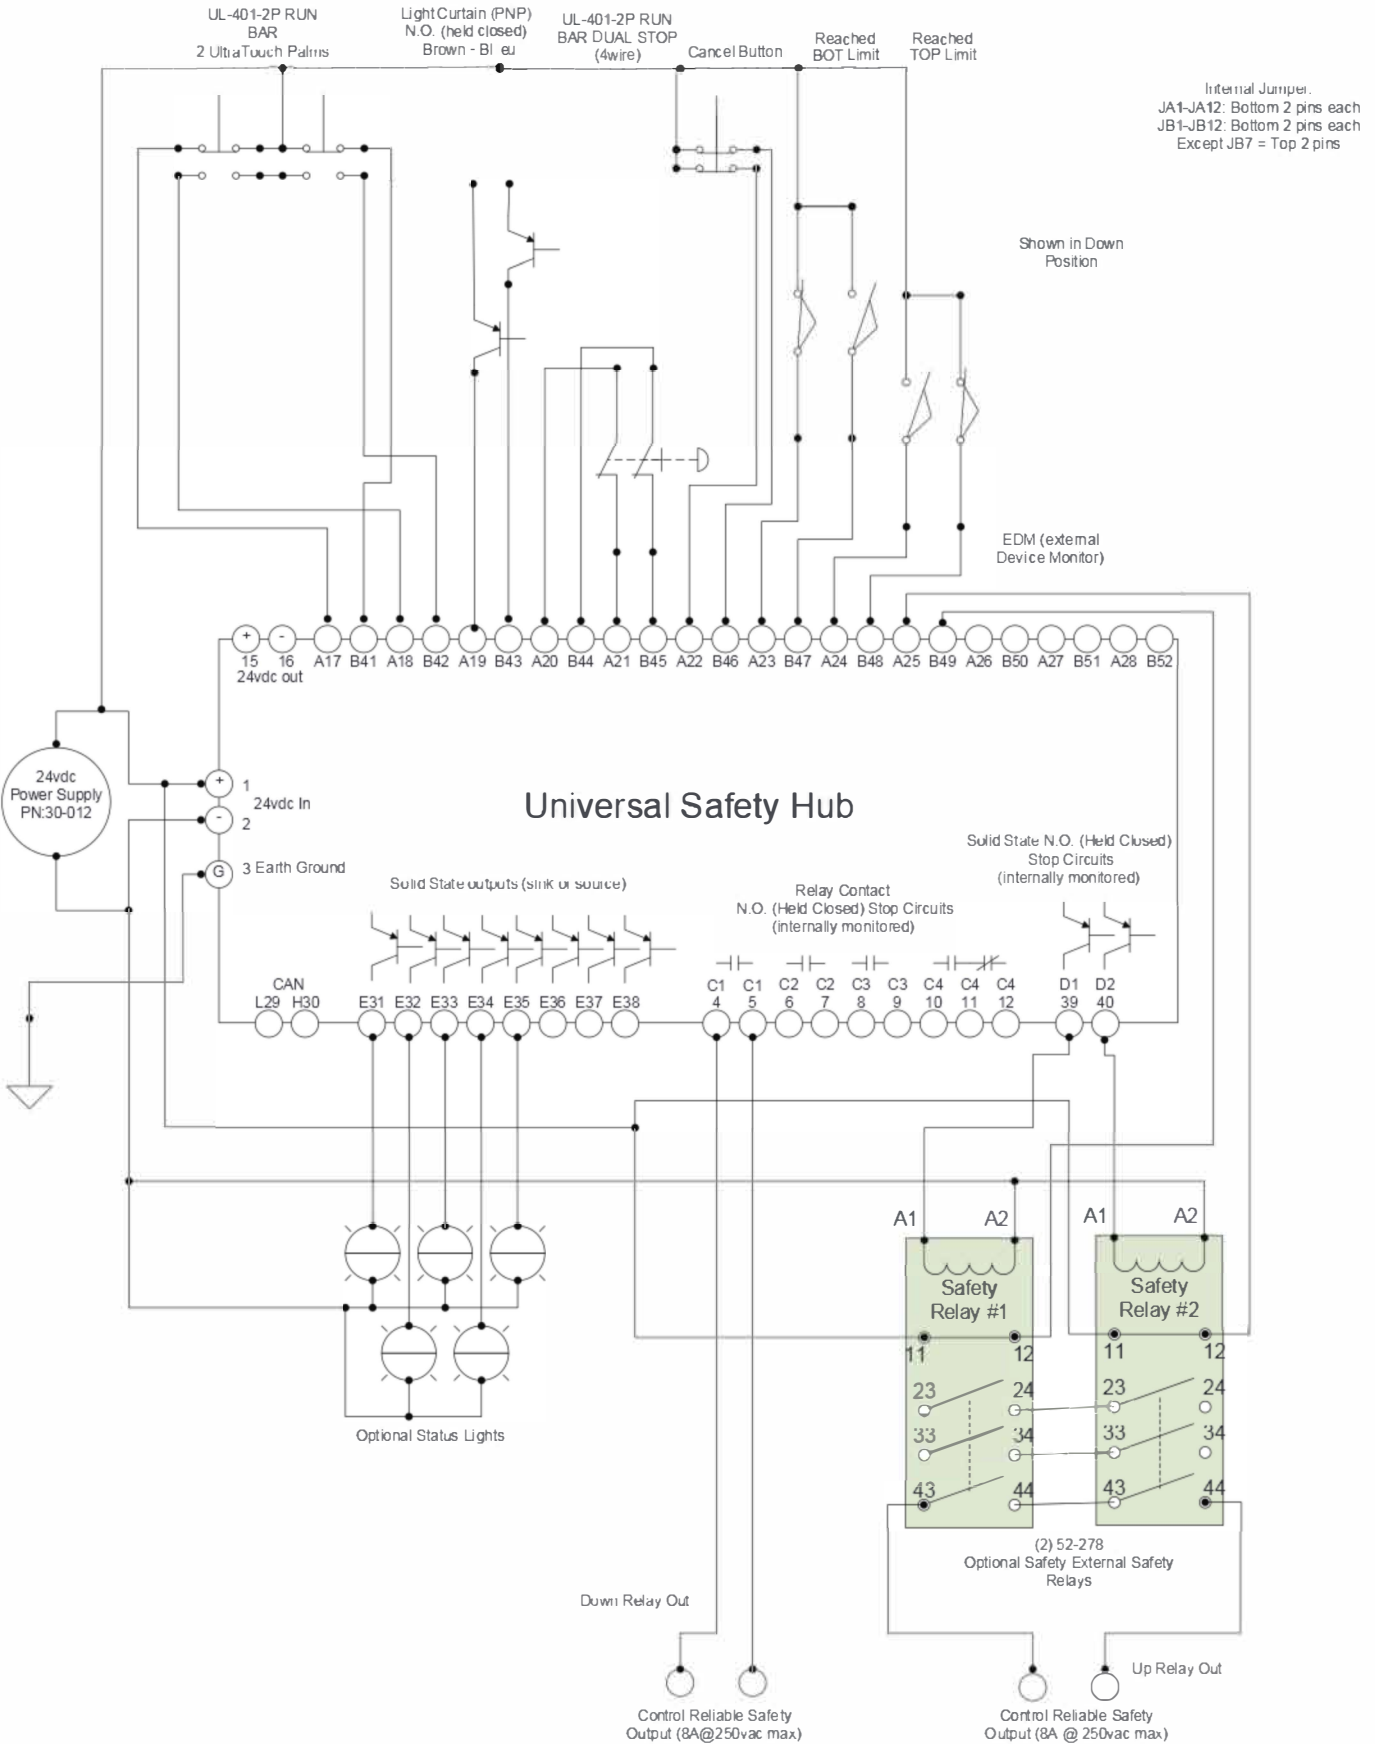 UL-401-2P RUN
BAR
2 UltraTouch Palms
Light Curtain (PNP)
N.O. (held closed)
Brown - Bl eu
UL-401-2P RUN
BAR DUAL STOP
(4wire)
Cancel Button
Reached
BOT Limit
Reached
TOP Limit
Internal Jumper.
JA1-JA12: Bottom 2 pins each
JB1-JB12: Bottom 2 pins each
Except JB7 = Top 2 pins
Shown in Down
Position
EDM (external
Device Monitor)
+ -
15 16 A17 B41 A18 B42 A19 B43 A20 B44 A21 B45 A22 B46 A23 B47 A24 B48 A25 B49 A26 B50 A27 B51 A28 B52
24vdc out
24vdc
Power Supply
PN:30-012
+ 1
24vdc In
- 2
G 3 Earth Ground
Universal Safety Hub
Solid State outputs (sink or source)
Relay Contact
N.O. (Held Closed) Stop Circuits
(internally monitored)
Solid State N.O. (Held Closed)
Stop Circuits
(internally monitored)
CAN
L29 H30 E31 E32 E33 E34 E35 E36 E37 E38
C1 C1 C2 C2 C3 C3 C4 C4 C4 D1 D2
4 5 6 7 8 9 10 11 12 39 40
A1 A2 A1 A2
Safety
Relay #1
Safety
Relay #2
11 12 11 12
23 24 23 24
33 34 33 34
43 44 43 44
Optional Status Lights
(2) 52-278
Optional Safety External Safety
Relays
Down Relay Out
Up Relay Out
Control Reliable Safety
Output (8A@250vac max)
Control Reliable Safety
Output (8A @ 250vac max)